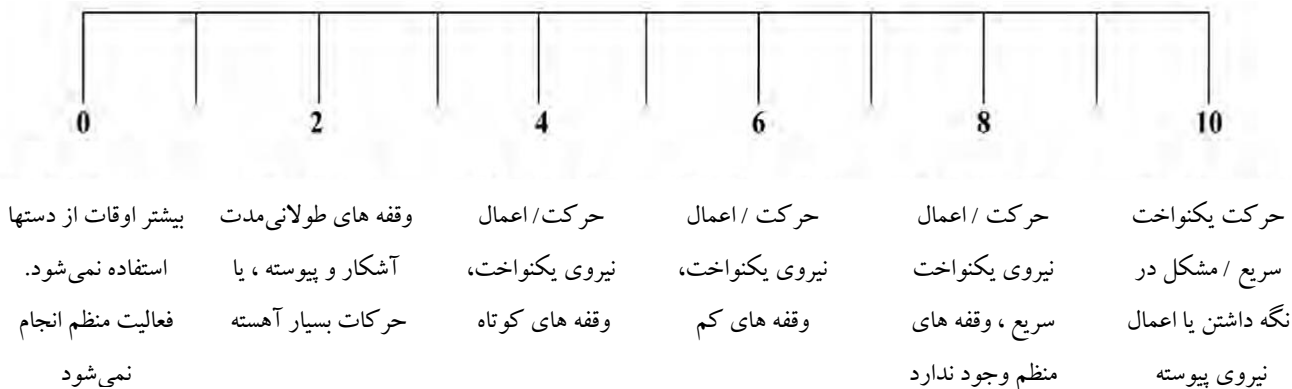 0 2 4 6 8 10
بیشتر اوقات از دستها
استفاده نمی‌شود.
فعالیت منظم انجام
نمی‌شود
وقفه های طولانی‌مدت
آشکار و پیوسته ، یا
حرکات بسیار آهسته
حرکت/ اعمال
نیروی یکنواخت،
وقفه های کوتاه
حرکت / اعمال
نیروی یکنواخت،
وقفه های کم
حرکت / اعمال
نیروی یکنواخت
سریع ، وقفه های
منظم وجود ندارد
حرکت یکنواخت
سریع / مشکل در
نگه داشتن یا اعمال
نیروی پیوسته